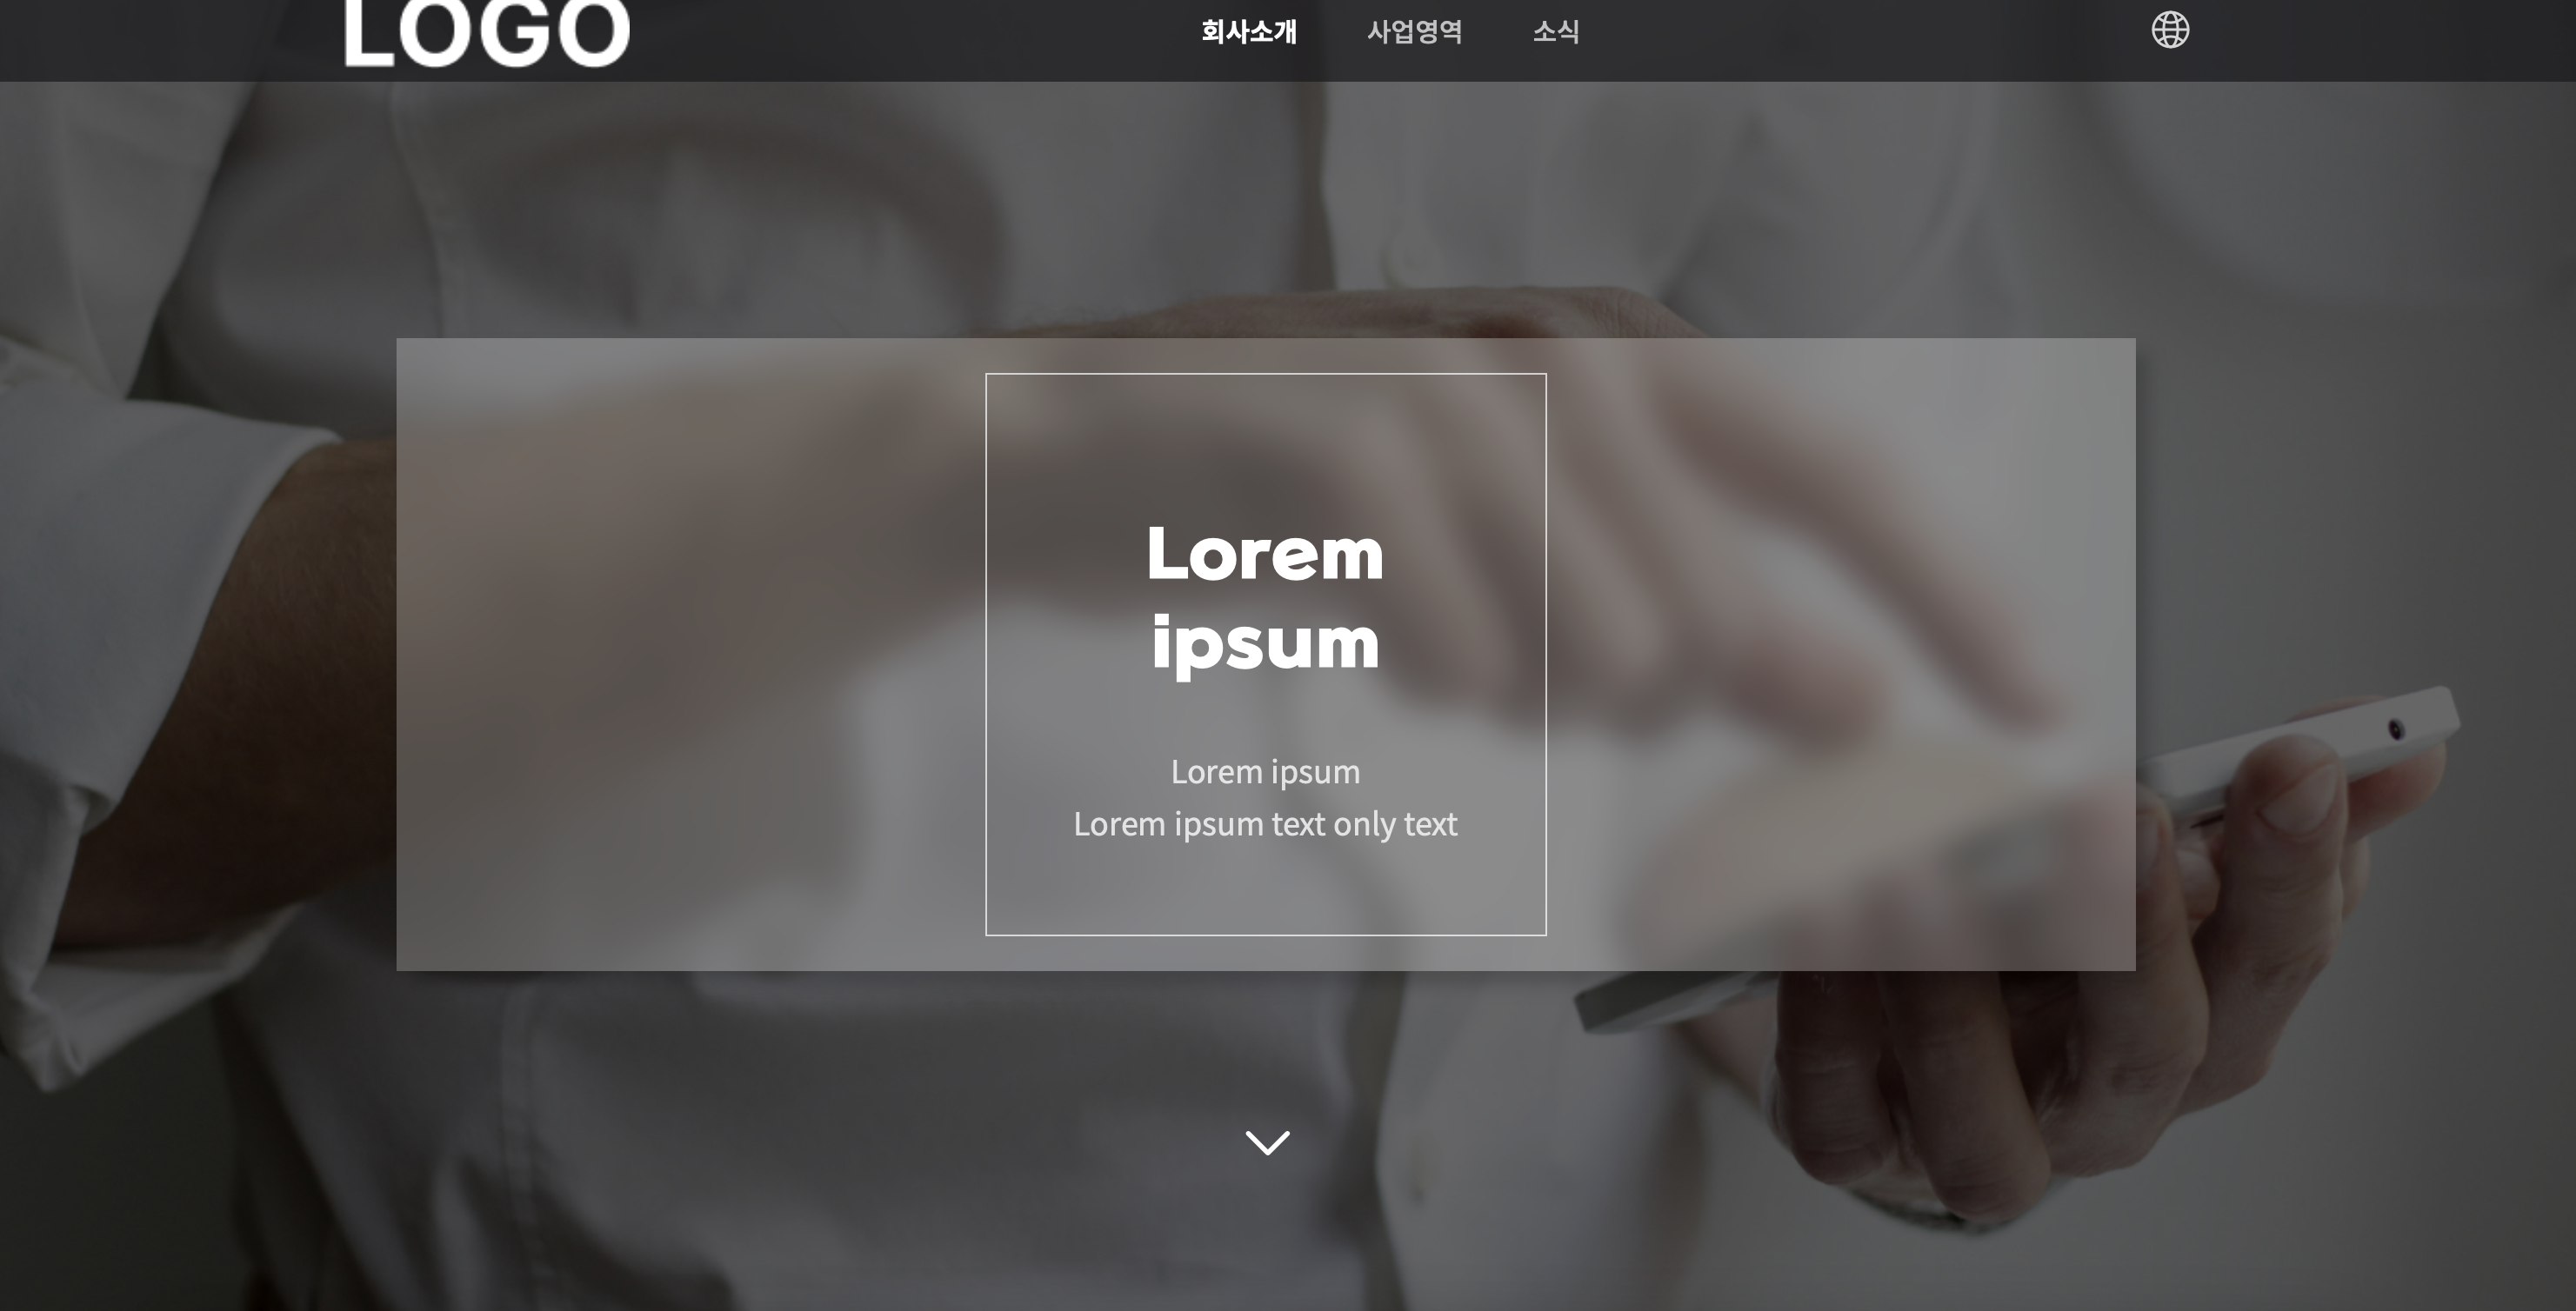 LOGO
회사소개 사업영역 소식
Lorem
ipsum
Lorem ipsum
Lorem ipsum text only text